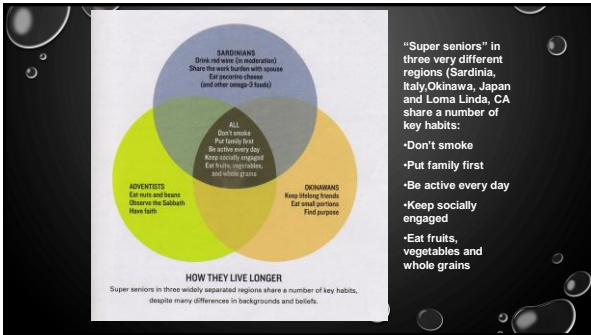 SARDINIANS
Drink red wine (in moderation)
Share the work burden with spouse
Eat pecorino cheese
(and other omega-3 foods)
ALL
Don't smoke
Put family first
Be active every day
Keep socially engaged
Eat fruits, vegetables,
and whole grains
ADVENTISTS
Eat nuts and beans
Observe the Sabbath
Have faith
OKINAWANS
Keep lifelong friends
Eat small portions
Find purpose
HOW THEY LIVE LONGER
Super seniors in three widely separated regions share a number of key habits,
despite many differences in backgrounds and beliefs.
“Super seniors” in
three very different
regions (Sardinia,
Italy,Okinawa, Japan
and Loma Linda, CA
share a number of
key habits:
•Don’t smoke
•Put family first
•Be active every day
•Keep socially
engaged
•Eat fruits,
vegetables and
whole grains